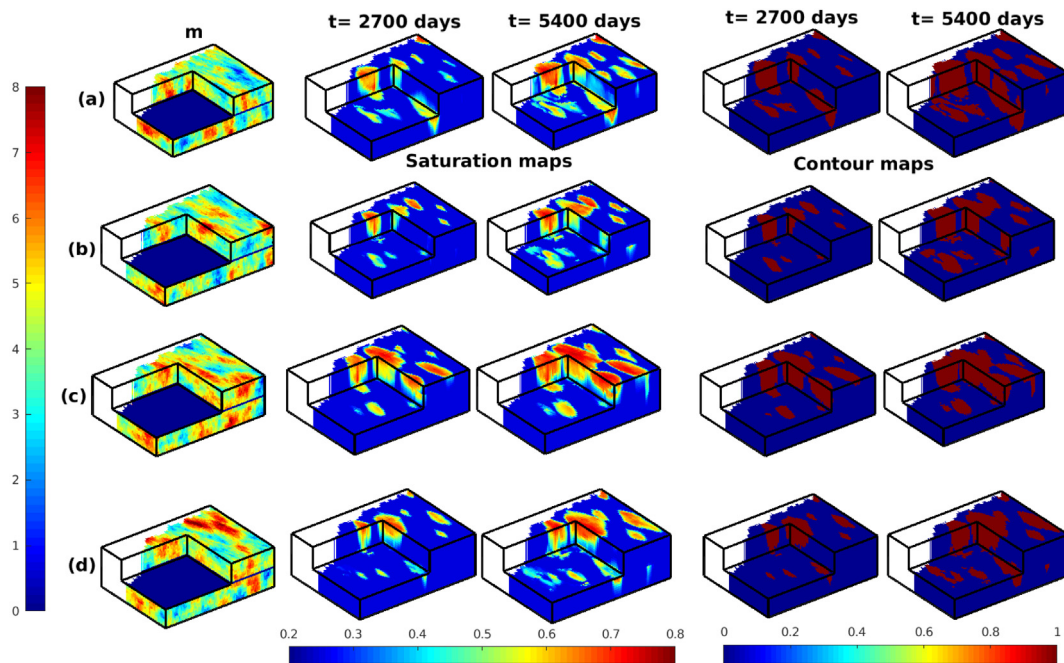 t= 2700 days t= 5400 days t= 2700 days t= 5400 days
m
8
(a)
7
Saturation maps Contour maps
6
5
(b)
4
3
(c)
2
1
(d)
0
0.2 0.3 0.4 0.5 0.6 0.7 0.8
0 0.2 0.4 0.6 0.8 1